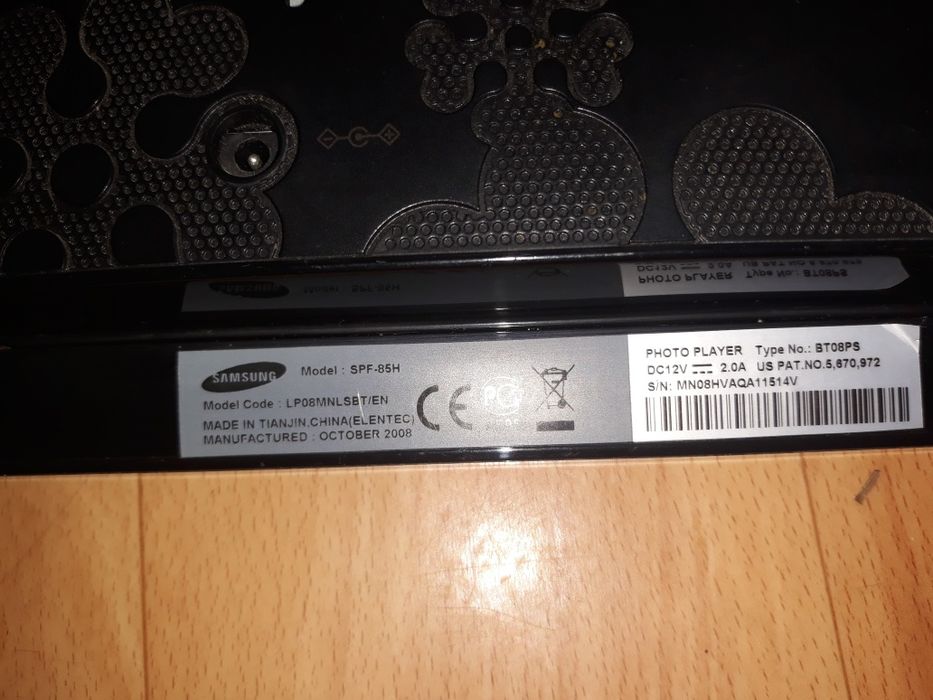 SAMSUNG
Model : SPF-85H
Model Code : LP08MNLSBT/EN
MADE IN TIANJIN,CHINA(ELENTEC)
MANUFACTURED : OCTOBER 2008
CE
PHOTO PLAYER Type No.: BT08PS
DC12V 2.0A US PAT.NO.5,670,972
S/N: MN08HVAQA11514V